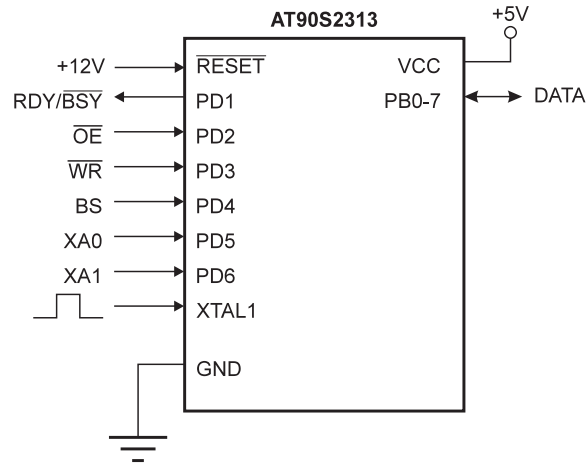 AT90S2313
+5V
+12V RESET VCC
RDY/BSY PD1 PB0-7 DATA
OE PD2
WR PD3
BS PD4
XA0 PD5
XA1 PD6
XTAL1
GND